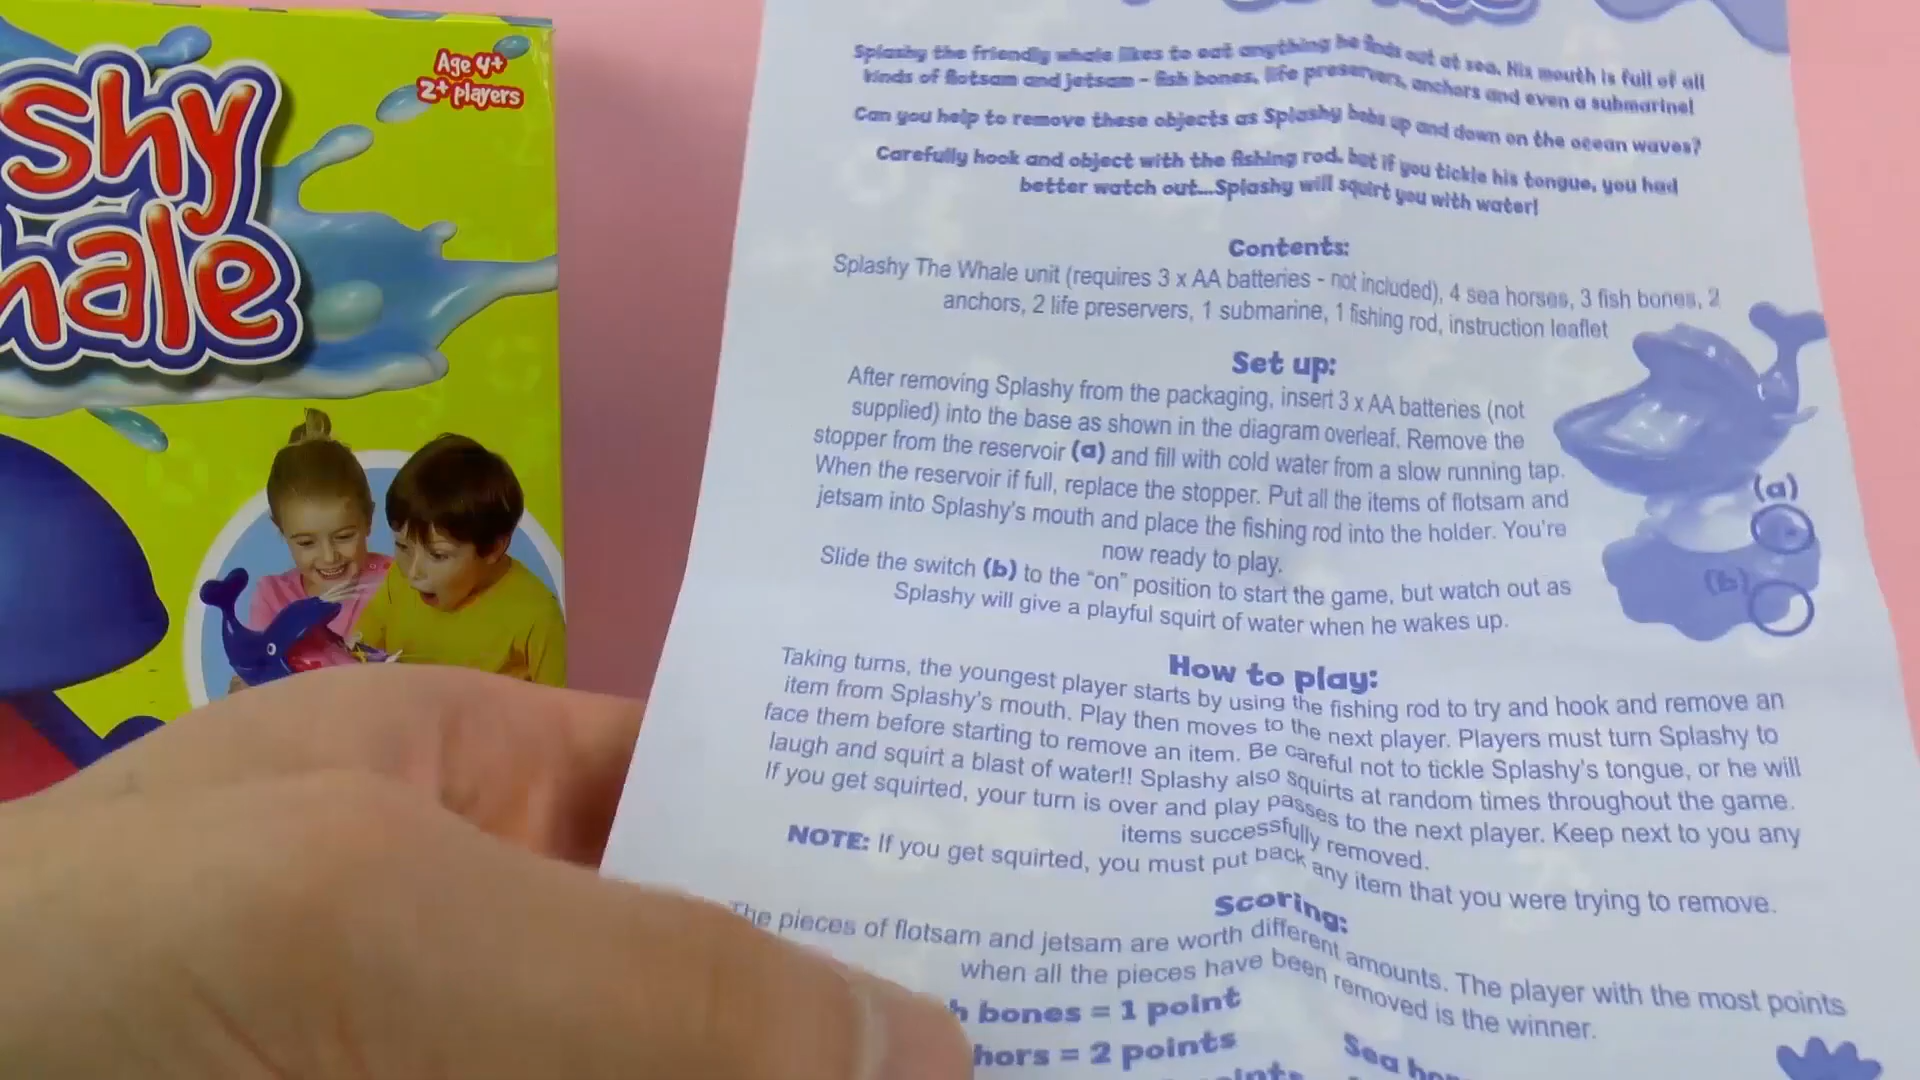 Age 4+
2+ players
shy
hale
Splashy the friendly whale likes to eat anything he finds out at sea. His mouth is full of all
kinds of flotsam and jetsam – fish bones, life preservers, anchors and even a submarine!
Can you help to remove these objects as Splashy bobs up and down on the ocean waves?
Carefully hook and object with the fishing rod, but if you tickle his tongue, you had
better watch out...Splashy will squirt you with water!
Contents:
Splashy The Whale unit (requires 3 x AA batteries - not included), 4 sea horses, 3 fish bones, 2
anchors, 2 life preservers, 1 submarine, 1 fishing rod, instruction leaflet
Set up:
After removing Splashy from the packaging, insert 3 x AA batteries (not
supplied) into the base as shown in the diagram overleaf. Remove the
stopper from the reservoir (a) and fill with cold water from a slow running tap.
When the reservoir if full, replace the stopper. Put all the items of flotsam and
jetsam into Splashy's mouth and place the fishing rod into the holder. You're
now ready to play.
Slide the switch (b) to the "on" position to start the game, but watch out as
Splashy will give a playful squirt of water when he wakes up.
(a)
(b)
How to play:
Taking turns, the youngest player starts by using the fishing rod to try and hook and remove an
item from Splashy's mouth. Play then moves to the next player. Players must turn Splashy to
face them before starting to remove an item. Be careful not to tickle Splashy's tongue, or he will
laugh and squirt a blast of water!! Splashy also squirts at random times throughout the game.
If you get squirted, your turn is over and play passes to the next player. Keep next to you any
items successfully removed.
NOTE: If you get squirted, you must put back any item that you were trying to remove.
Scoring:
The pieces of flotsam and jetsam are worth different amounts. The player with the most points
when all the pieces have been removed is the winner.
h bones = 1 point
hors = 2 points
Sea hor